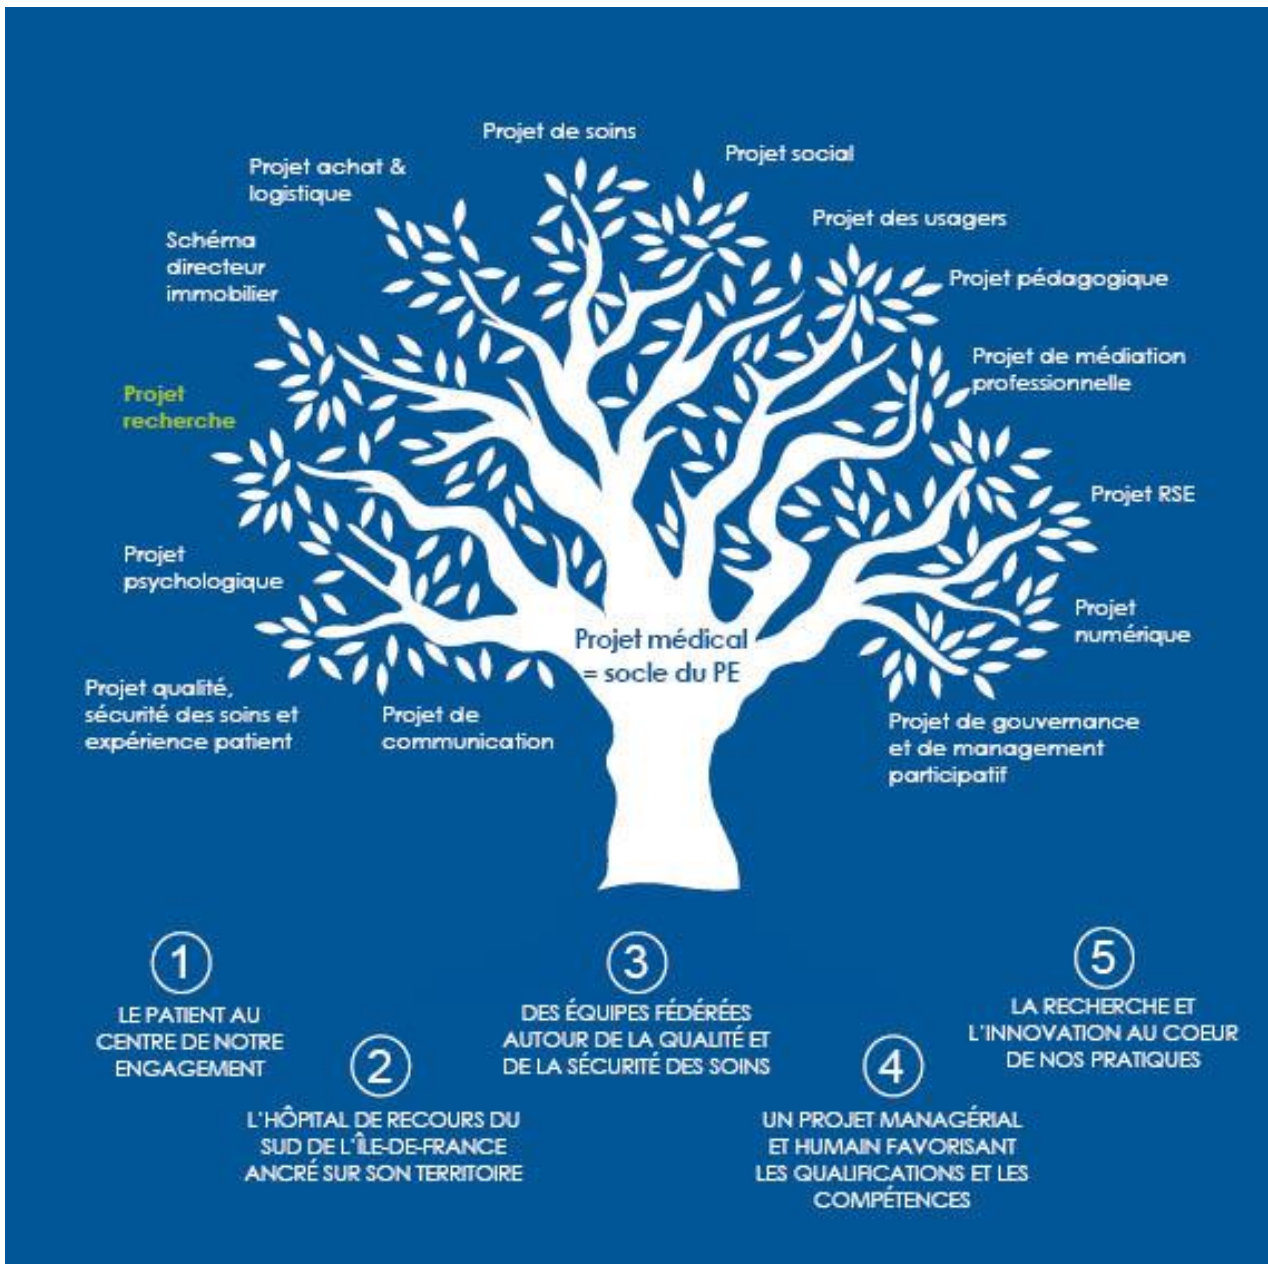 Projet de soins
Projet social
Projet achat &
logistique
Projet des usagers
Schéma
directeur
immobilier
Projet pédagogique
Projet de médiation
professionnelle
Projet
recherche
Projet RSE
Projet
psychologique
Projet
numérique
Projet médical
= socle du PE
Projet qualité,
sécurité des soins et
expérience patient
Projet de
communication
Projet de gouvernance
et de management
participatif
1
LE PATIENT AU
CENTRE DE NOTRE
ENGAGEMENT
2
L'HÔPITAL DE RECOURS DU
SUD DE L'ÎLE-DE-FRANCE
ANCRÉ SUR SON TERRITOIRE
3
DES ÉQUIPES FÉDÉRÉES
AUTOUR DE LA QUALITÉ ET
DE LA SÉCURITÉ DES SOINS
4
UN PROJET MANAGÉRIAL
ET HUMAIN FAVORISANT
LES QUALIFICATIONS ET LES
COMPÉTENCES
5
LA RECHERCHE ET
L'INNOVATION AU COEUR
DE NOS PRATIQUES